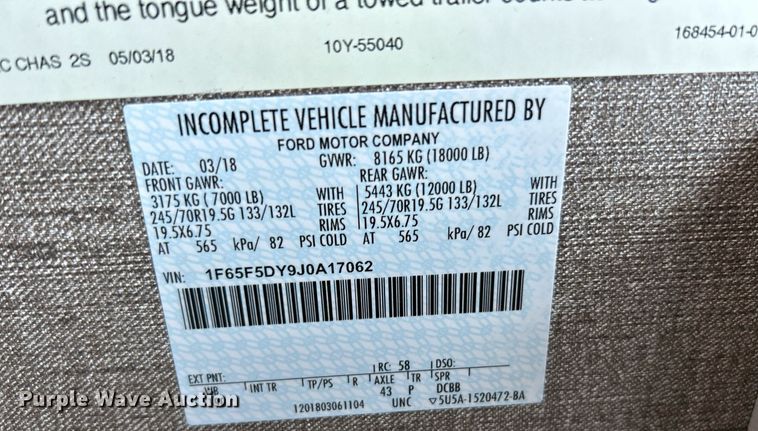 and the tongue weight of a towed trailer counts
C CHAS 2S 05/03/18 10Y-55040 168454-01-0
INCOMPLETE VEHICLE MANUFACTURED BY
FORD MOTOR COMPANY
DATE: 03/18 GVWR: 8165 KG (18000 LB)
FRONT GAWR: REAR GAWR:
3175 KG ( 7000 LB) WITH 5443 KG (12000 LB) WITH
245/70R19.5G 133/132L TIRES 245/70R19.5G 133/132L TIRES
19.5X6.75 RIMS 19.5X6.75 RIMS
AT 565 kPa/ 82 PSI COLD AT 565 kPa/ 82 PSI COLD
VIN: 1F65F5DY9J0A17062
EXT PNT: RC: 58 DSO:
WB INT TR TP/PS R AXLE TR SPR
43 P DCBB
1201803061104 UNC ▽5U5A-1520472-BA
Purple Wave Auction